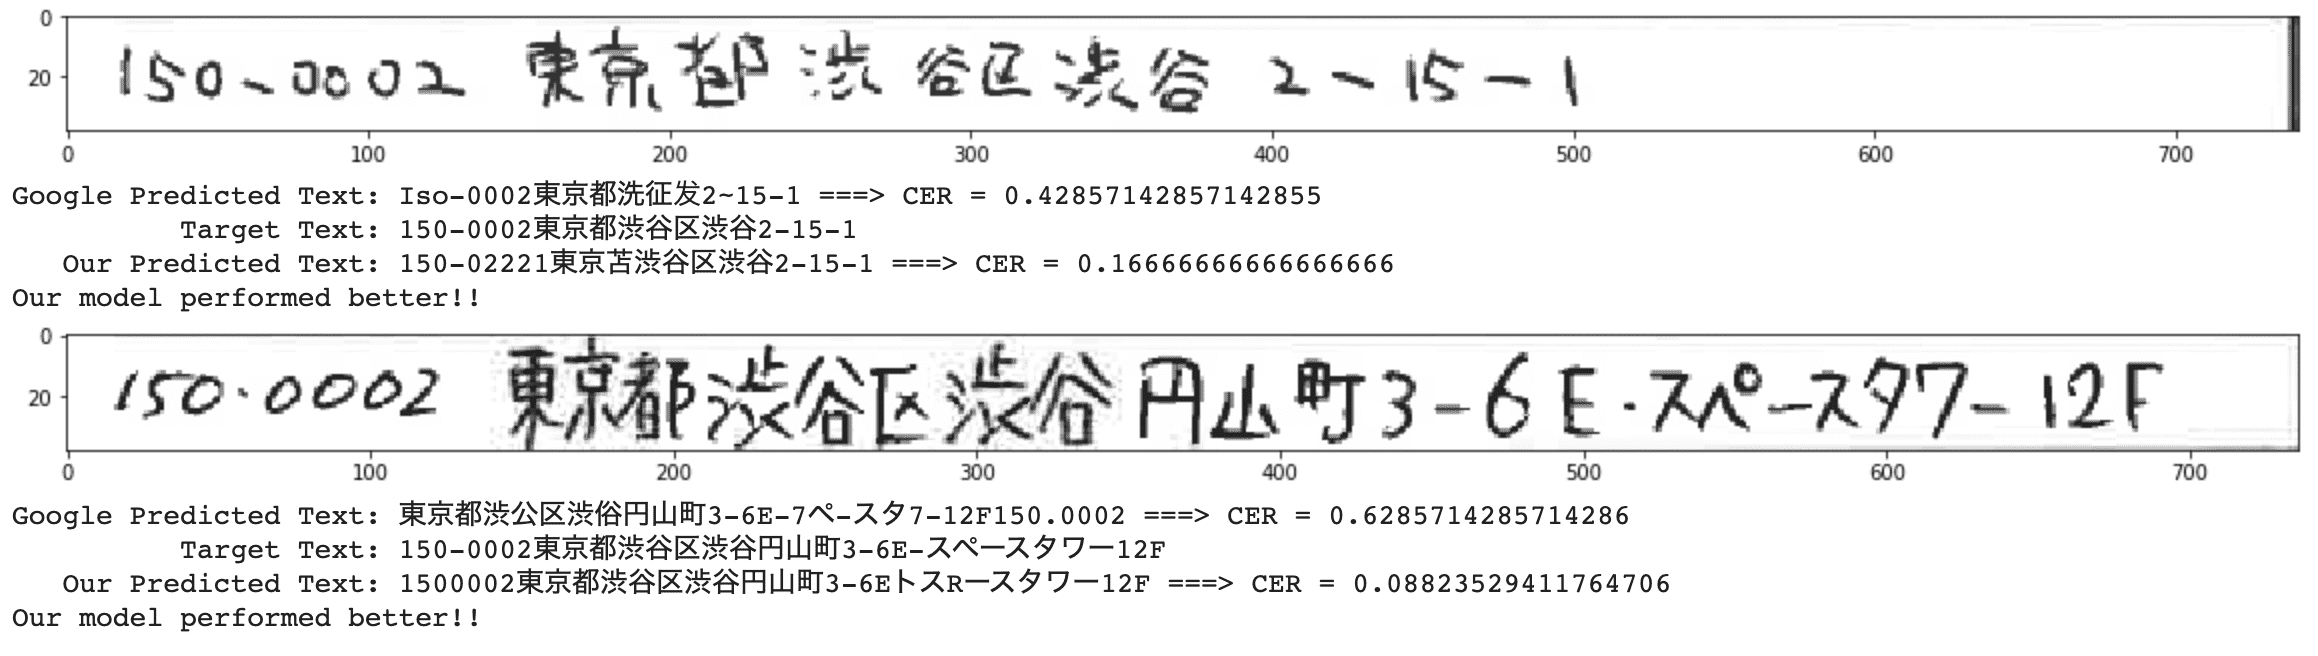 0
20
150-0002 東京都渋谷区渋谷 2-15-1
0 100 200 300 400 500 600 700
Google Predicted Text: Iso-0002東京都洗征发2~15-1 ===> CER = 0.42857142857142855
Target Text: 150-0002東京都渋谷区渋谷2-15-1
Our Predicted Text: 150-02221東京苫渋谷区渋谷2-15-1 ===> CER = 0.16666666666666666
Our model performed better!!
0
20
150・0002 東京都渋谷区渋谷円山町3-6E・スペースタワー12F
0 100 200 300 400 500 600 700
Google Predicted Text: 東京都渋公区渋俗円山町3-6E-7ペ-スタ7-12F150.0002 ===> CER = 0.6285714285714286
Target Text: 150-0002東京都渋谷区渋谷円山町3-6E-スペースタワー12F
Our Predicted Text: 1500002東京都渋谷区渋谷円山町3-6EトスRースタワー12F ===> CER = 0.08823529411764706
Our model performed better!!